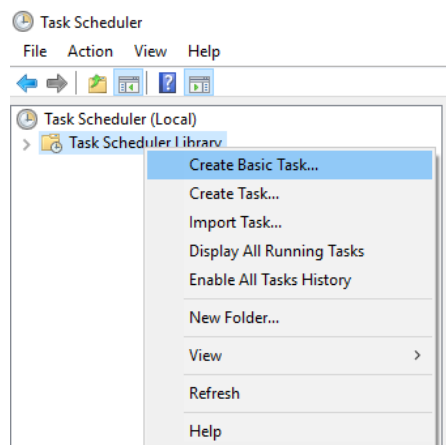 Task Scheduler
File Action View Help
Task Scheduler (Local)
Task Scheduler Library
Create Basic Task...
Create Task...
Import Task...
Display All Running Tasks
Enable All Tasks History
New Folder...
View
Refresh
Help